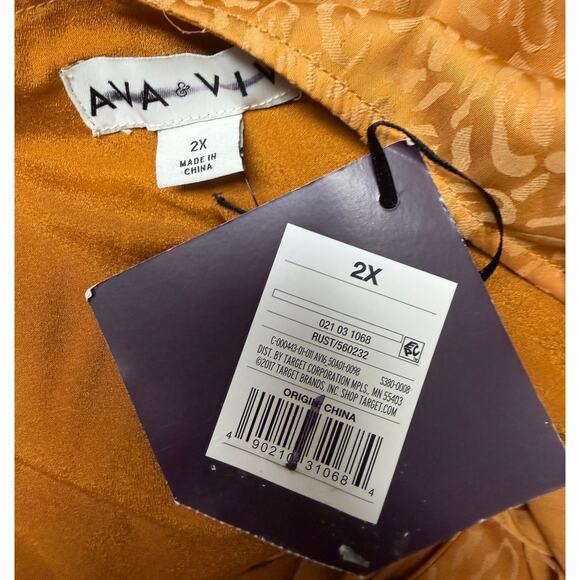 AVA & VIV
2X
MADE IN
CHINA
2X
021 03 1068
RUST/560232
C-000443-01-011 AV16 50A01-0098
S380-0008
DIST. BY TARGET CORPORATION MPLS., MN 55403
©2017 TARGET BRANDS, INC. SHOP TARGET.COM
ORIGIN: CHINA
4 90210 31068 4